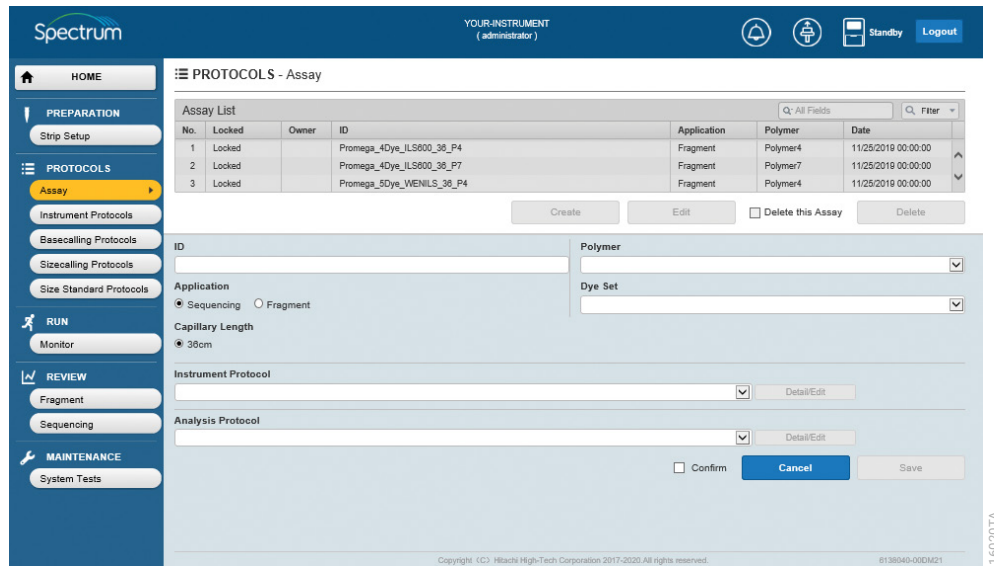 Spectrum
YOUR-INSTRUMENT
( administrator )
Standby
Logout
HOME
PREPARATION
Strip Setup
PROTOCOLS
Assay
Instrument Protocols
Basecalling Protocols
Sizecalling Protocols
Size Standard Protocols
RUN
Monitor
REVIEW
Fragment
Sequencing
MAINTENANCE
System Tests
PROTOCOLS - Assay
Assay List
All Fields
Filter
No. Locked Owner ID Application Polymer Date
1 Locked Promega_4Dye_ILS600_36_P4 Fragment Polymer4 11/25/2019 00:00:00
2 Locked Promega_4Dye_ILS600_36_P7 Fragment Polymer7 11/25/2019 00:00:00
3 Locked Promega_5Dye_WENILS_36_P4 Fragment Polymer4 11/25/2019 00:00:00
Create Edit Delete this Assay Delete
ID Polymer
Application Dye Set
Sequencing Fragment
Capillary Length
36cm
Instrument Protocol
Detail/Edit
Analysis Protocol
Detail/Edit
Confirm Cancel Save
Copyright (C) Hitachi High-Tech Corporation 2017-2020.All rights reserved. 6136040-00DM21
16020TA